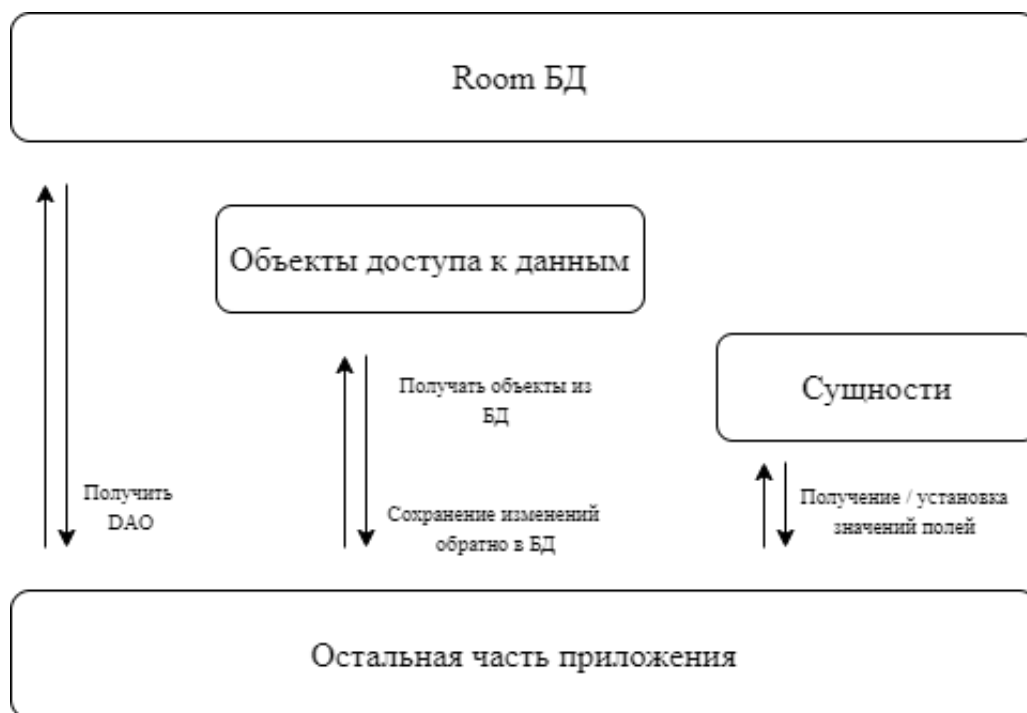 Room БД
Объекты доступа к данным
Сущности
Получать объекты из
БД
Получить
DAO
Сохранение изменений
обратно в БД
Получение / установка
значений полей
Остальная часть приложения